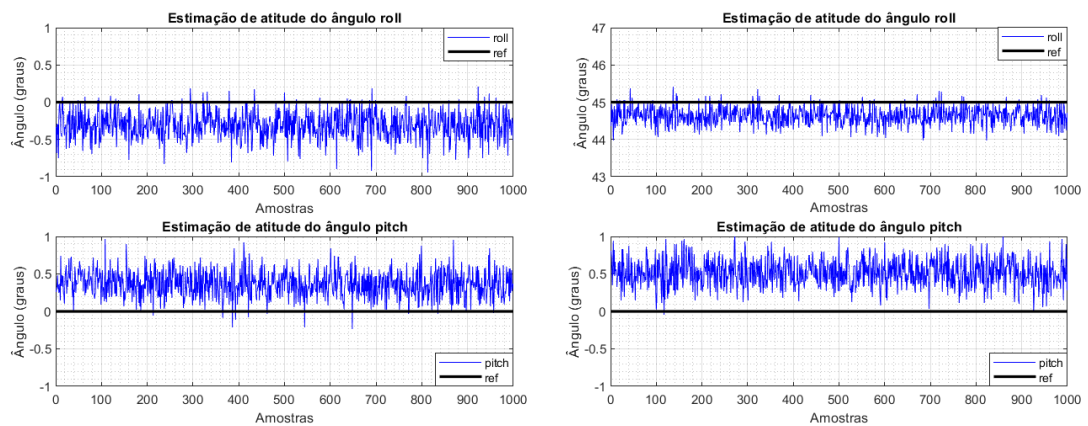 Estimação de atitude do ângulo roll
1
0.5
0
-0.5
-1
Ângulo (graus)
roll
ref
0 100 200 300 400 500 600 700 800 900 1000
Amostras
Estimação de atitude do ângulo roll
47
46
45
44
43
Ângulo (graus)
roll
ref
0 100 200 300 400 500 600 700 800 900 1000
Amostras
Estimação de atitude do ângulo pitch
1
0.5
0
-0.5
-1
Ângulo (graus)
pitch
ref
0 100 200 300 400 500 600 700 800 900 1000
Amostras
Estimação de atitude do ângulo pitch
1
0.5
0
-0.5
-1
Ângulo (graus)
pitch
ref
0 100 200 300 400 500 600 700 800 900 1000
Amostras